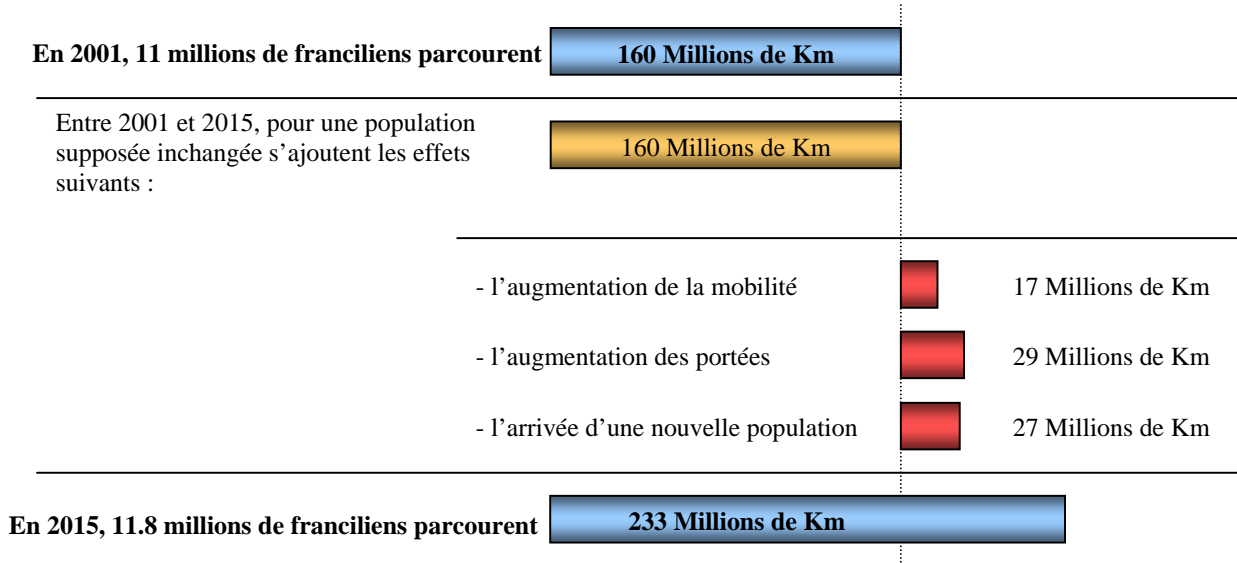 En 2001, 11 millions de franciliens parcourent
160 Millions de Km
Entre 2001 et 2015, pour une population
supposée inchangée s’ajoutent les effets
suivants :
160 Millions de Km
- l’augmentation de la mobilité
17 Millions de Km
- l’augmentation des portées
29 Millions de Km
- l’arrivée d’une nouvelle population
27 Millions de Km
En 2015, 11.8 millions de franciliens parcourent
233 Millions de Km